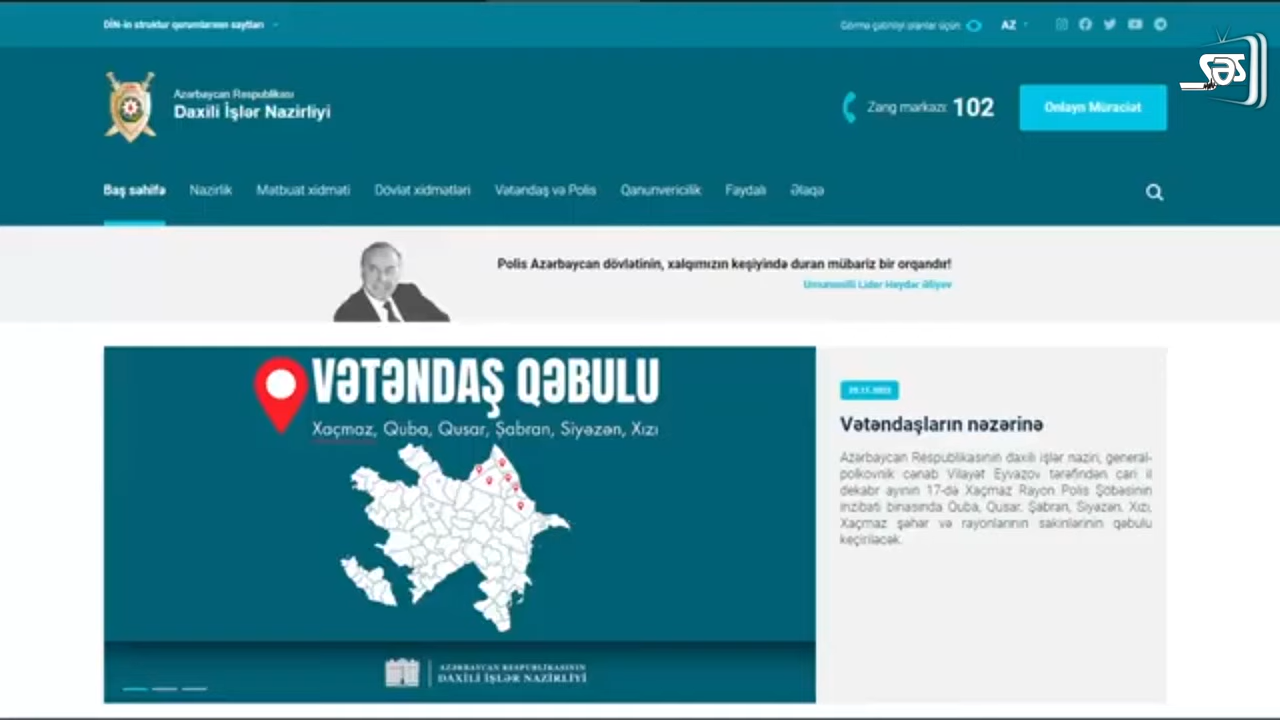 DİN-in struktur qurumlarının saytları
Görmə çətinliyi olanlar üçün:
AZ
səs
Azərbaycan Respublikası
Daxili İşlər Nazirliyi
Zəng mərkəzi: 102
Onlayn Müraciət
Baş səhifə
Nazirlik
Mətbuat xidməti
Dövlət xidmətləri
Vətəndaş və Polis
Qanunvericilik
Faydalı
Əlaqə
Polis Azərbaycan dövlətinin, xalqımızın keşiyində duran mübariz bir orqandır!
Ümummilli Lider Heydər Əliyev
VƏTƏNDAŞ QƏBULU
Xaçmaz, Quba, Qusar, Şabran, Siyəzən, Xızı
AZƏRBAYCAN RESPUBLİKASININ
DAXİLİ İŞLƏR NAZİRLİYİ
Vətəndaşların nəzərinə
Azərbaycan Respublikasının daxili işlər naziri, general-
polkovnik cənab Vilayət Eyvazov tərəfindən cari il
dekabr ayının 17-də Xaçmaz Rayon Polis Şöbəsinin
inzibati binasında Quba, Qusar, Şabran, Siyəzən, Xızı,
Xaçmaz şəhər və rayonlarının sakinlərinin qəbulu
keçiriləcək.